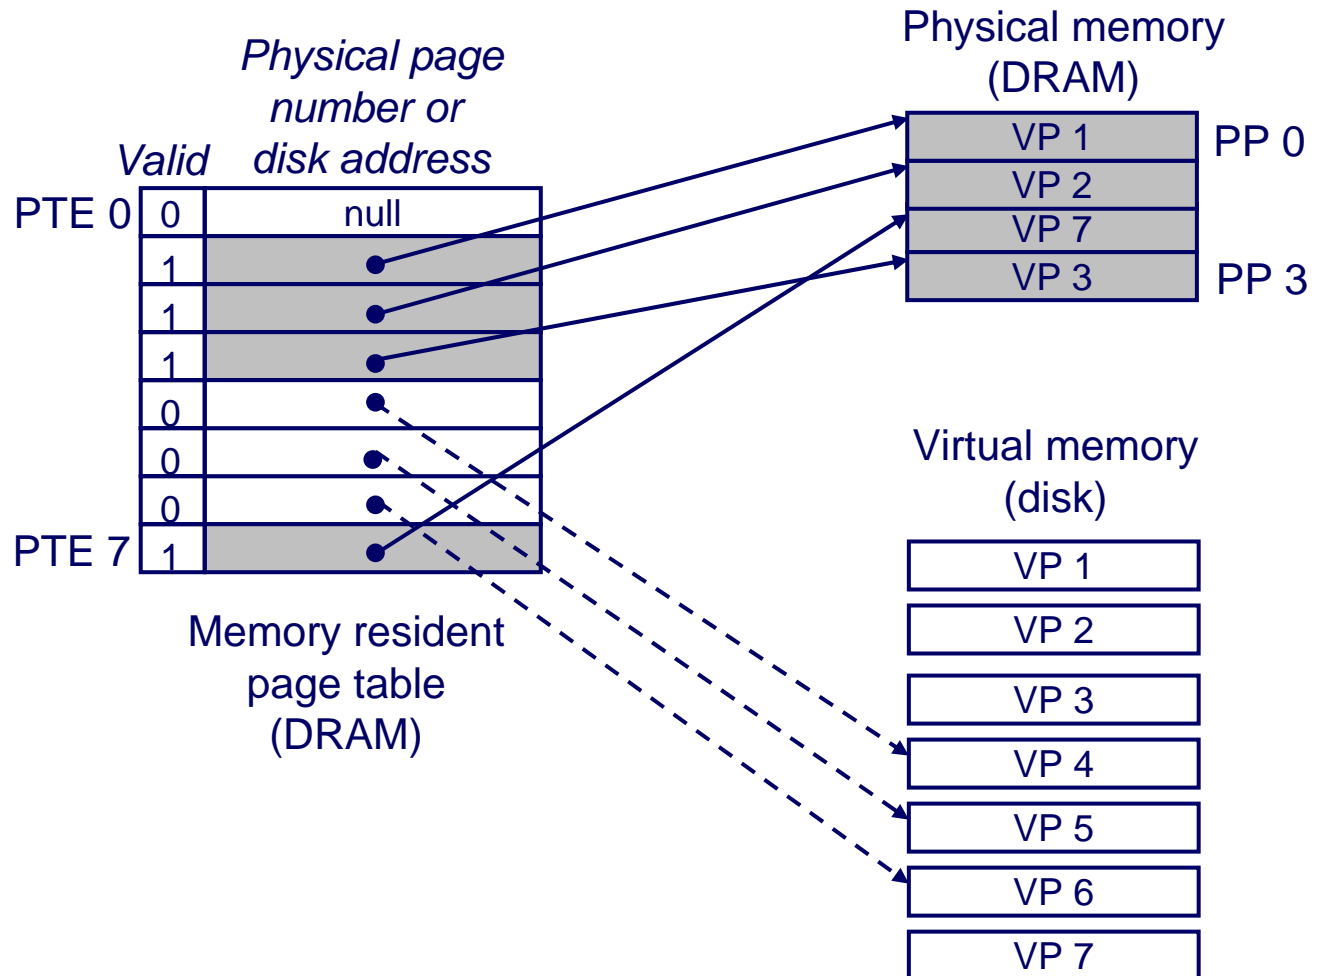 Physical page
number or
disk address
Valid
PTE 0
0
null
1
1
1
0
0
0
PTE 7
1
Memory resident
page table
(DRAM)
Physical memory
(DRAM)
VP 1
PP 0
VP 2
VP 7
VP 3
PP 3
Virtual memory
(disk)
VP 1
VP 2
VP 3
VP 4
VP 5
VP 6
VP 7